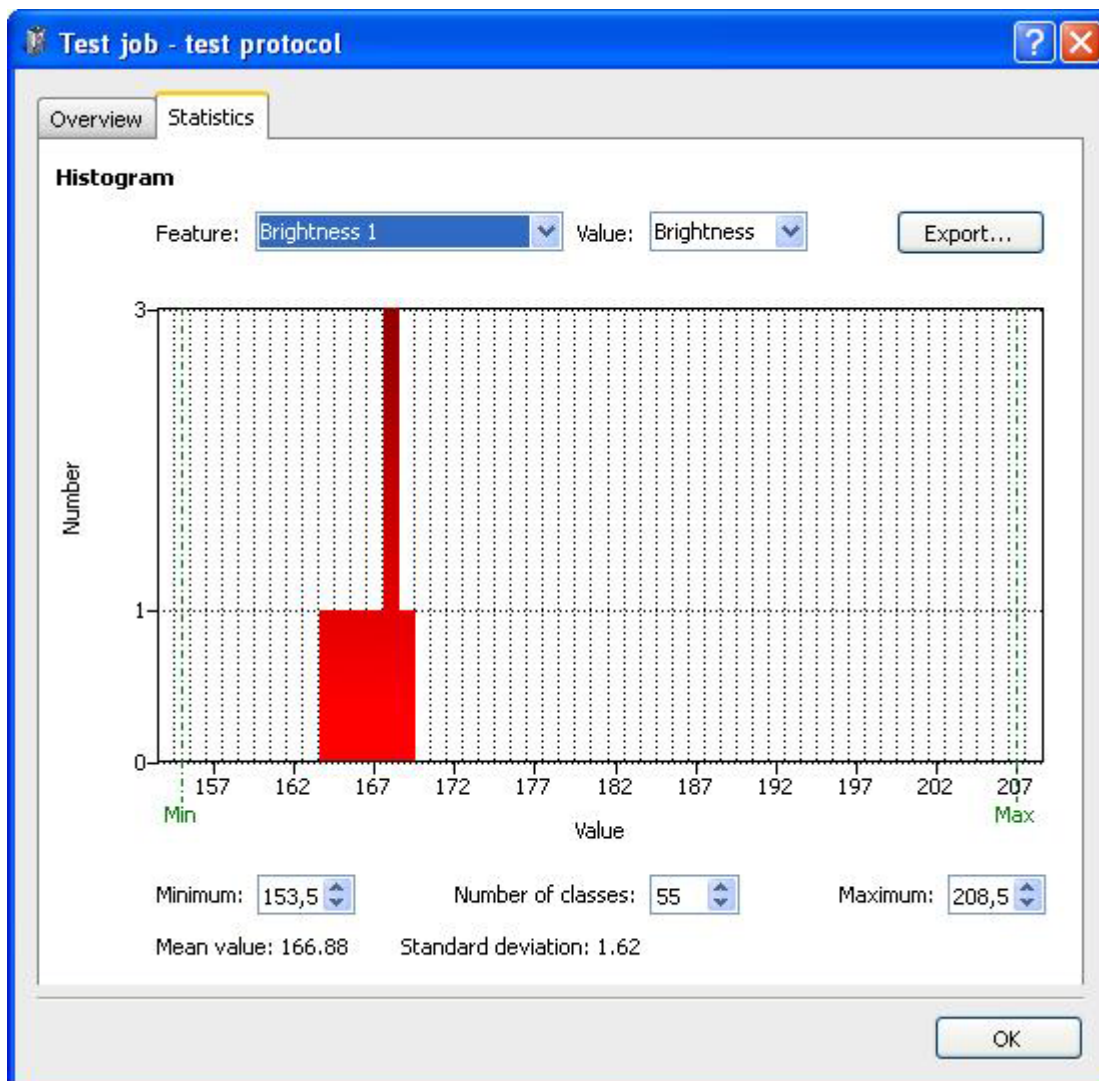 Test job - test protocol
Overview Statistics
Histogram
Feature: Brightness 1 Value: Brightness Export...
3
Number
1
0
157 162 167 172 177 182 187 192 197 202 207
Min Max
Value
Minimum: 153,5 Number of classes: 55 Maximum: 208,5
Mean value: 166.88 Standard deviation: 1.62
OK